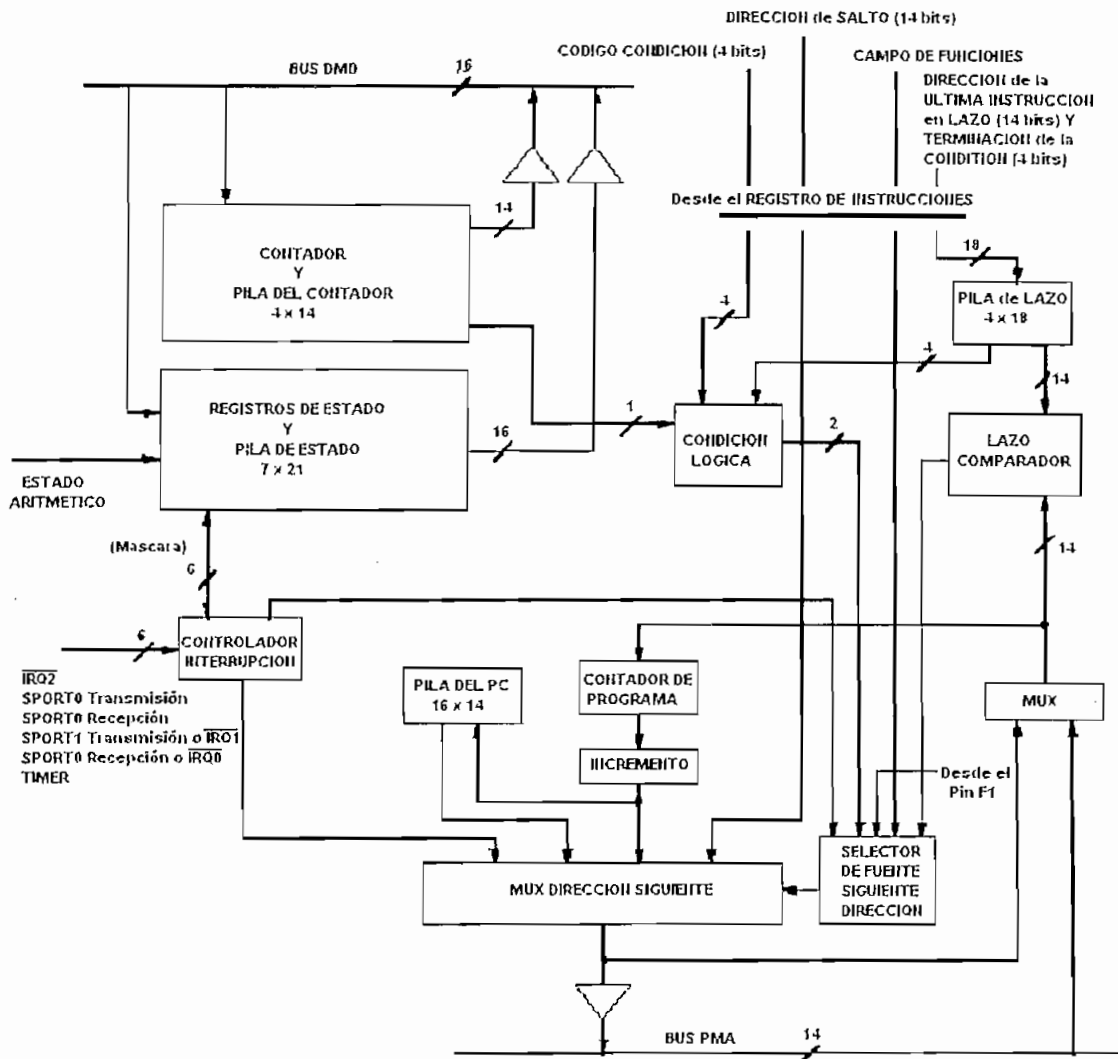 DIRECCION de SALTO (14 bits)
CODIGO CONDICION (4 bits)
CAMPO DE FUNCIONES
DIRECCION de la
ULTIMA INSTRUCCION
en LAZO (14 bits) Y
TERMINACION de la
CONDITION (4 bits)
BUS DMD
16
Desde el REGISTRO DE INSTRUCCIONES
14
CONTADOR
Y
PILA DEL CONTADOR
4 x 14
18
PILA de LAZO
4 x 18
4
4
14
REGISTROS DE ESTADO
Y
PILA DE ESTADO
7 x 21
16
1
CONDICION
LOGICA
2
LAZO
COMPARADOR
ESTADO
ARITMETICO
(Mascara)
6
14
6
CONTROLADOR
INTERRUPCION
IRQ2
SPORT0 Transmisión
SPORT0 Recepción
SPORT1 Transmisión o IRQ1
SPORT0 Recepción o IRQ0
TIMER
PILA DEL PC
16 x 14
CONTADOR DE
PROGRAMA
INCREMENTO
MUX
Desde el
Pin F1
MUX DIRECCION SIGUIENTE
SELECTOR
DE FUENTE
SIGUIENTE
DIRECCION
BUS PMA
14